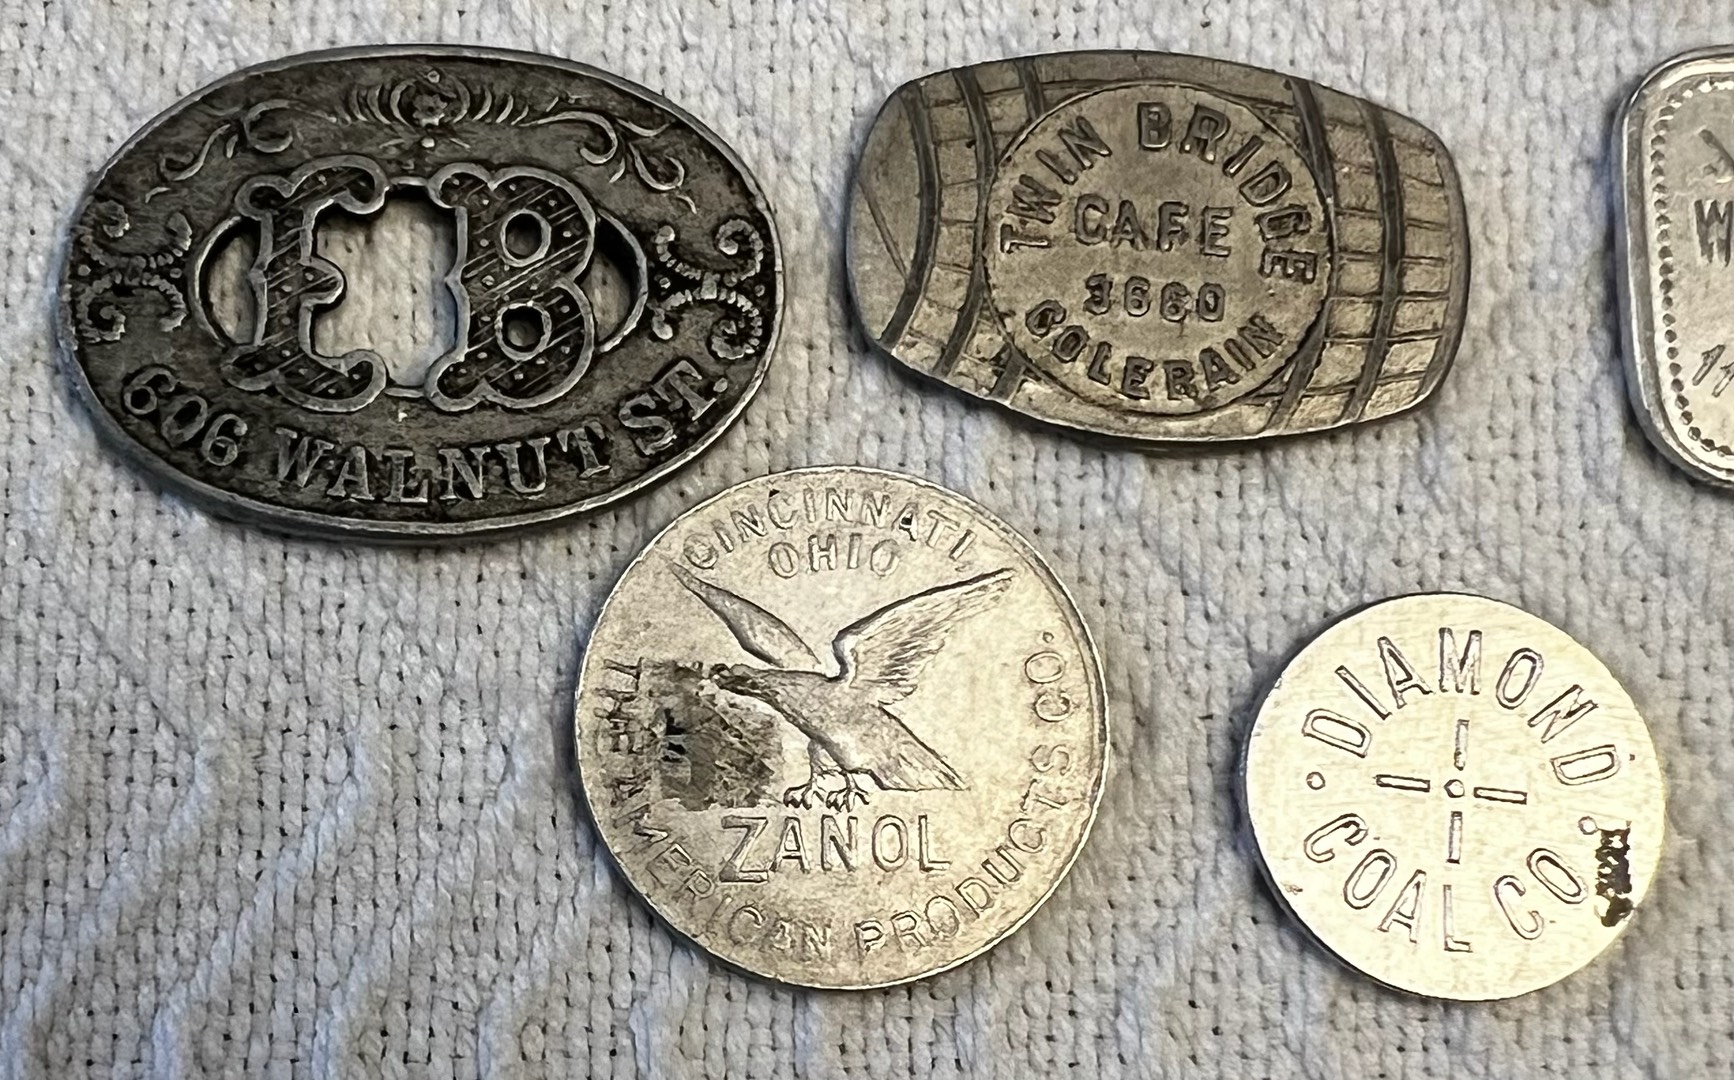 EB
606 WALNUT ST.
TWIN BRIDGE
CAFE
3660
COLERAIN
CINCINNATI,
OHIO
ZANOL
THE AMERICAN PRODUCTS CO.
DIAMOND
COAL CO.
W